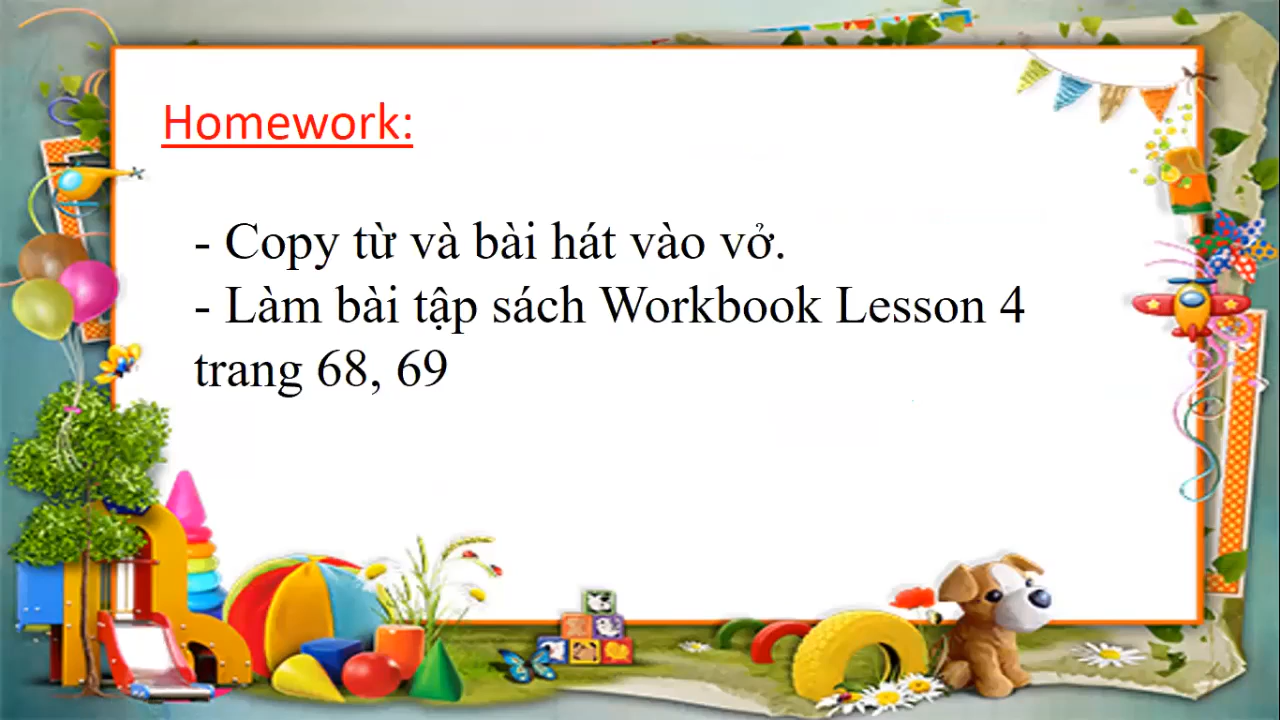 Homework:
- Copy từ và bài hát vào vở.
- Làm bài tập sách Workbook Lesson 4
trang 68, 69